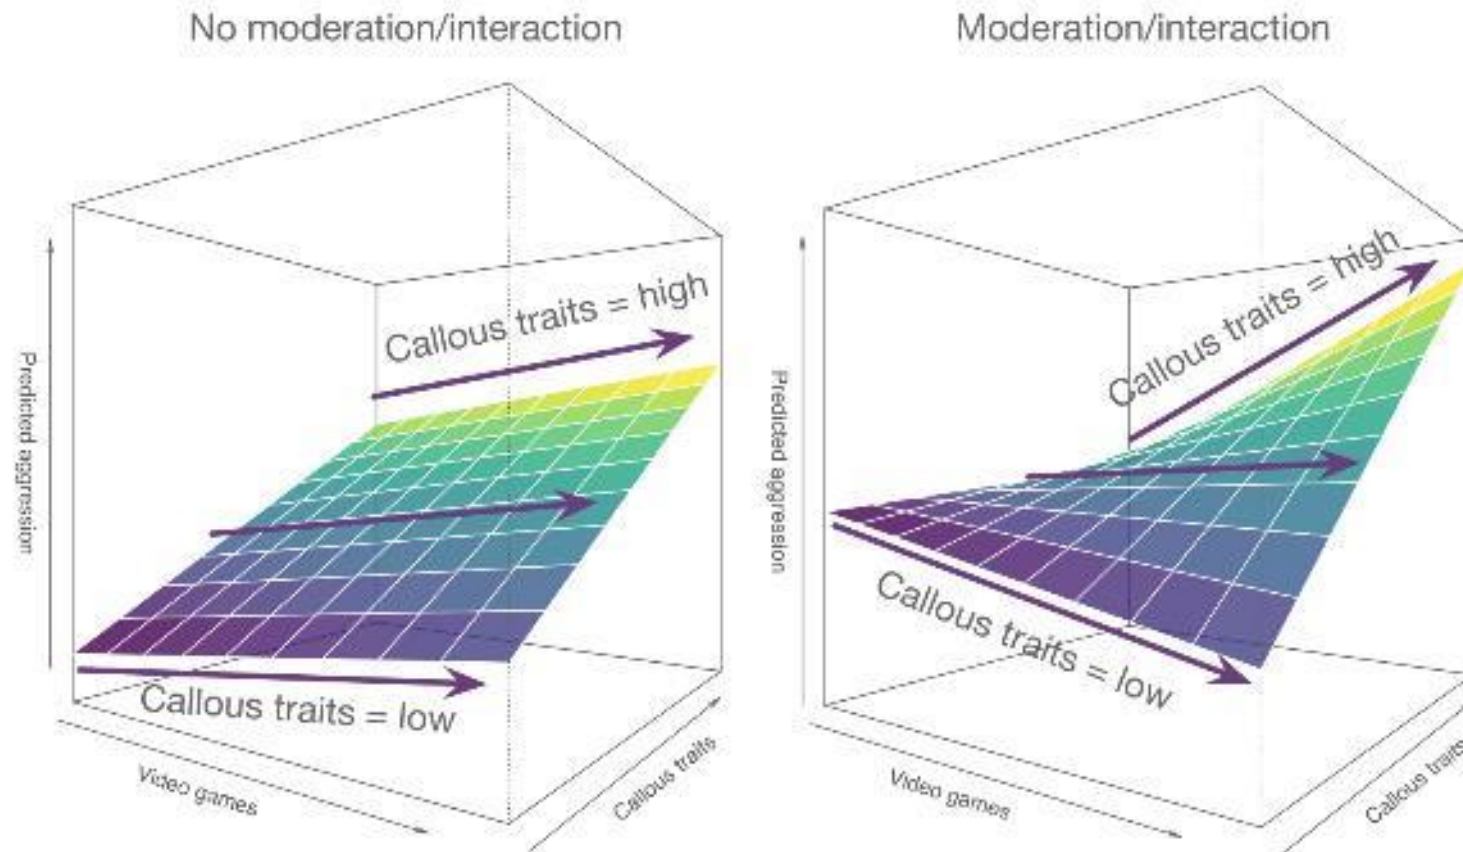 No moderation/interaction
Callous traits = high
Predicted aggression
Callous traits = low
Video games
Callous traits
Moderation/interaction
Callous traits = high
Predicted aggression
Callous traits = low
Video games
Callous traits